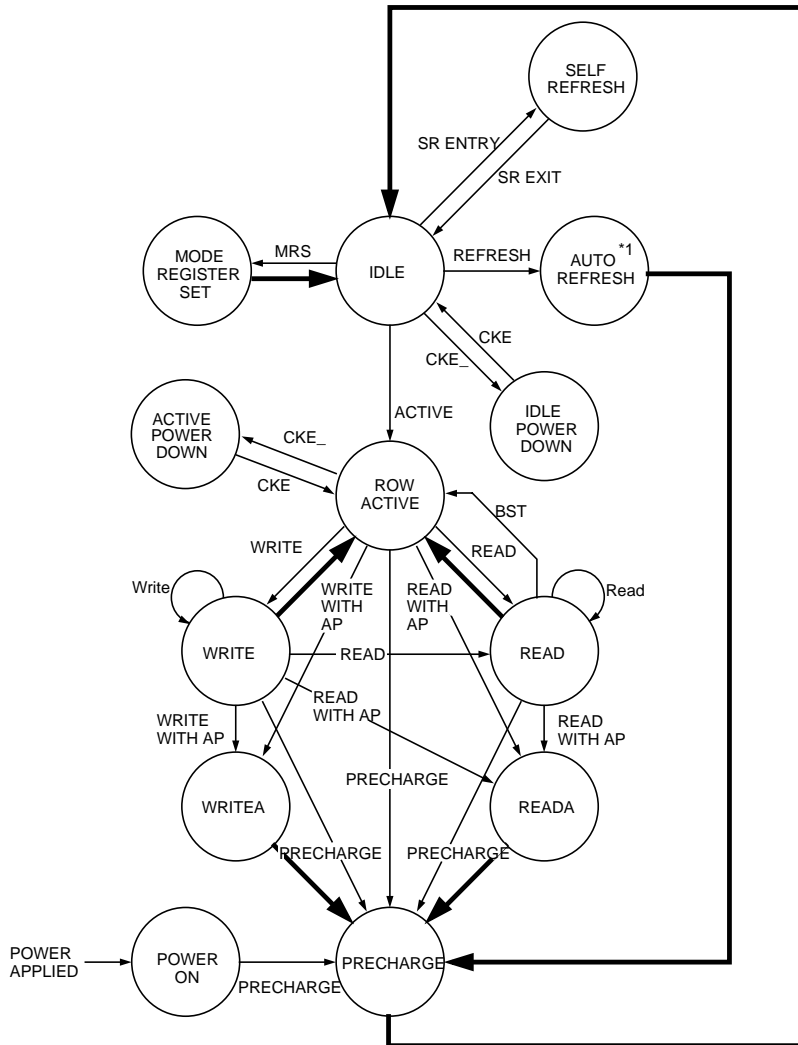 SELF
REFRESH
SR ENTRY
SR EXIT
MODE
REGISTER
SET
MRS
IDLE
REFRESH
AUTO
REFRESH
*1
CKE
CKE_
IDLE
POWER
DOWN
ACTIVE
ACTIVE
POWER
DOWN
CKE_
CKE
ROW
ACTIVE
BST
WRITE
READ
Write
WRITE
WITH
AP
READ
WITH
AP
Read
WRITE
READ
READ
READ
WITH AP
WRITE
WITH AP
READ
WITH AP
PRECHARGE
WRITEA
READA
PRECHARGE
PRECHARGE
POWER
APPLIED
POWER
ON
PRECHARGE
PRECHARGE